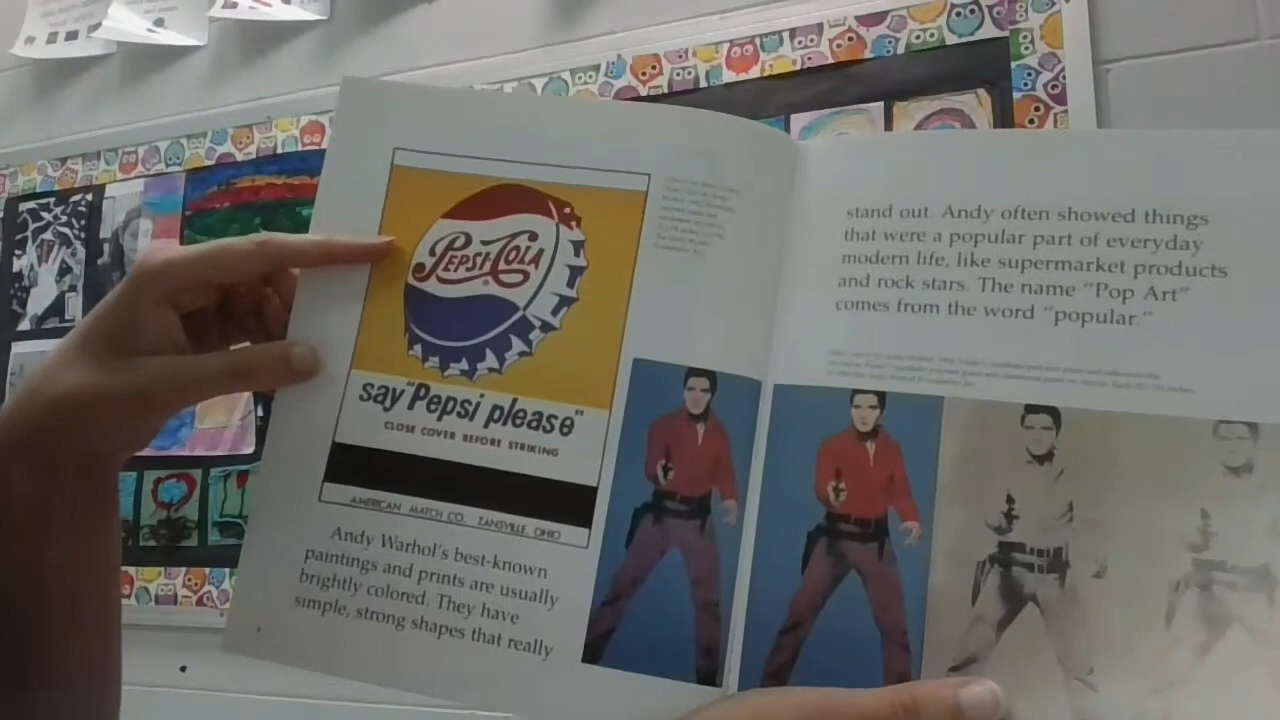 PEPSI-COLA
say "Pepsi please"
CLOSE COVER BEFORE STRIKING
AMERICAN MATCH CO. ZANSVILLE, OHIO
Andy Warhol's best-known
paintings and prints are usually
brightly colored. They have
simple, strong shapes that really
stand out. Andy often showed things
that were a popular part of everyday
modern life, like supermarket products
and rock stars. The name "Pop Art"
comes from the word "popular."